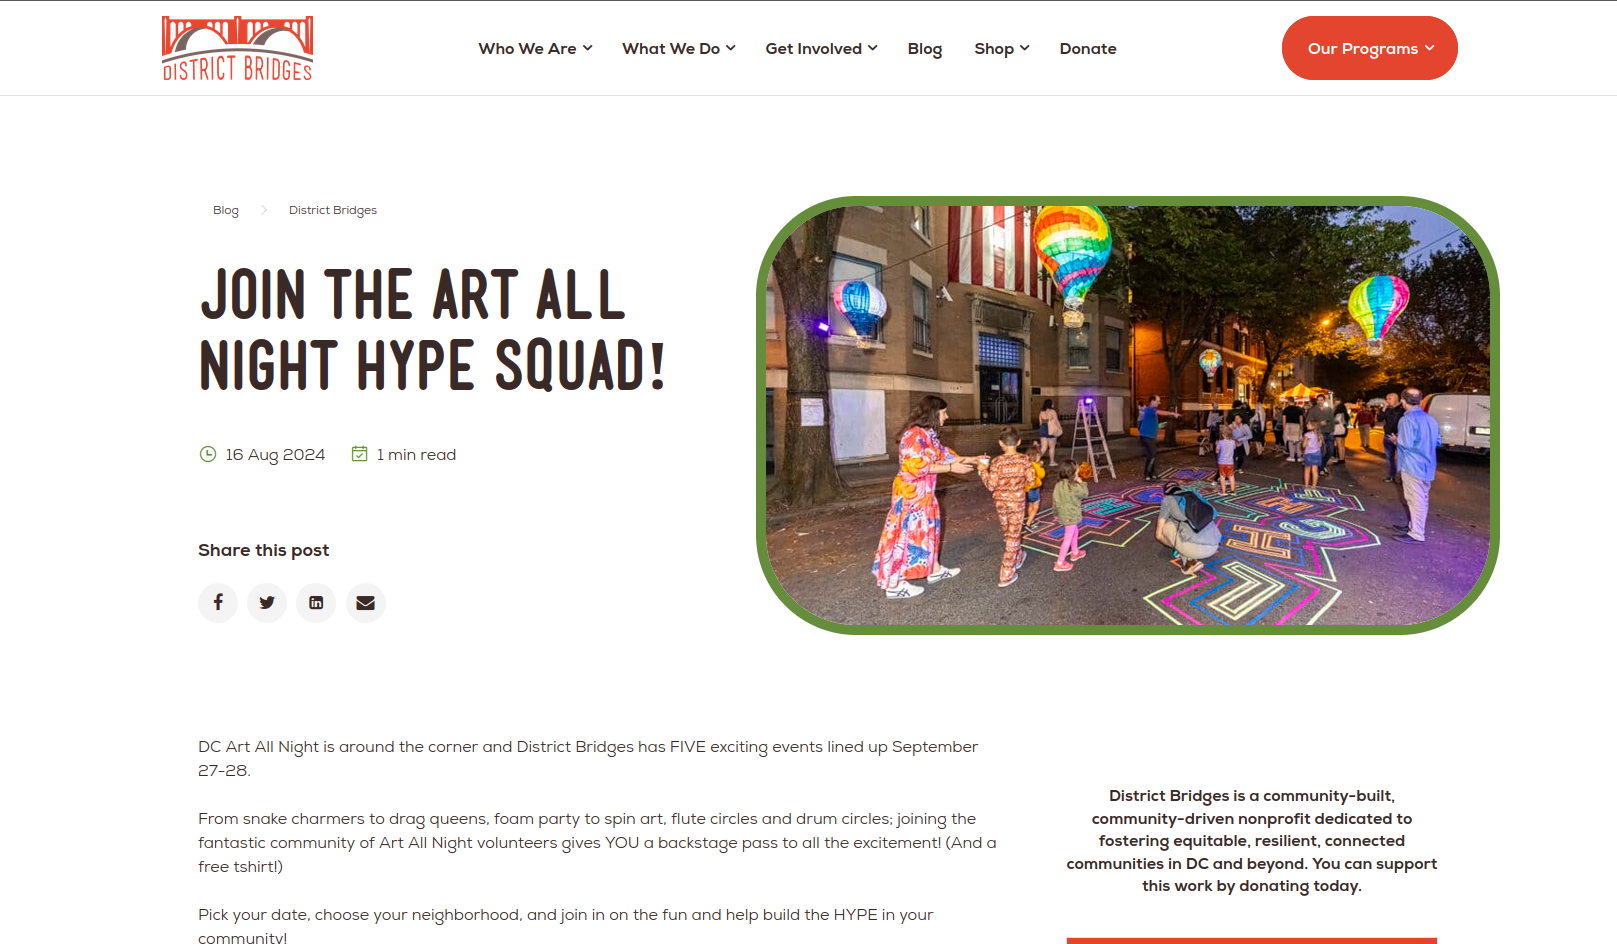 DISTRICT BRIDGES
Who We Are
What We Do
Get Involved
Blog
Shop
Donate
Our Programs
Blog
District Bridges
JOIN THE ART ALL
NIGHT HYPE SQUAD!
16 Aug 2024
1 min read
Share this post
DC Art All Night is around the corner and District Bridges has FIVE exciting events lined up September
27-28.
From snake charmers to drag queens, foam party to spin art, flute circles and drum circles; joining the
fantastic community of Art All Night volunteers gives YOU a backstage pass to all the excitement! (And a
free tshirt!)
Pick your date, choose your neighborhood, and join in on the fun and help build the HYPE in your
community!
District Bridges is a community-built,
community-driven nonprofit dedicated to
fostering equitable, resilient, connected
communities in DC and beyond. You can support
this work by donating today.